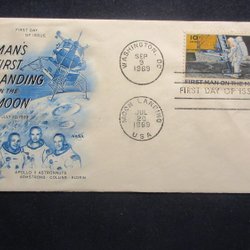 FIRST DAY
OF ISSUE
MAN'S
FIRST
LANDING
ON THE
MOON
JULY 20 1969
NASA
APOLLO 11 ASTRONAUTS
ARMSTRONG COLLINS ALDRIN
WASHINGTON, DC
SEP
9
1969
MOON LANDING
JUL
20
1969
USA
10¢
FIRST MAN ON THE M
FIRST DAY OF ISS